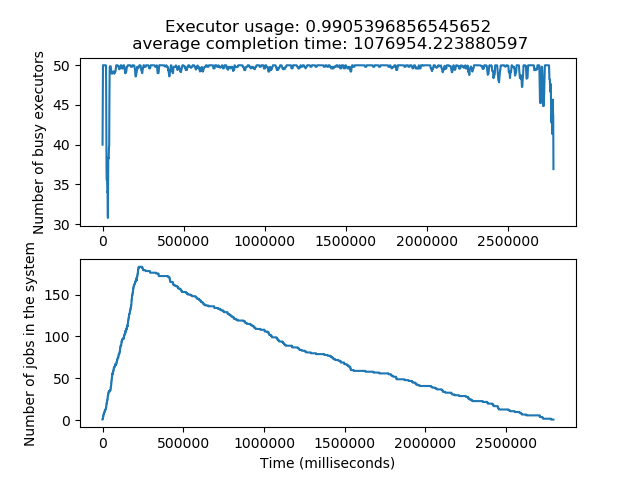 Executor usage: 0.9905396856545652
average completion time: 1076954.223880597
Number of busy executors
50
45
40
35
30
0 500000 1000000 1500000 2000000 2500000
Number of jobs in the system
150
100
50
0
0 500000 1000000 1500000 2000000 2500000
Time (milliseconds)